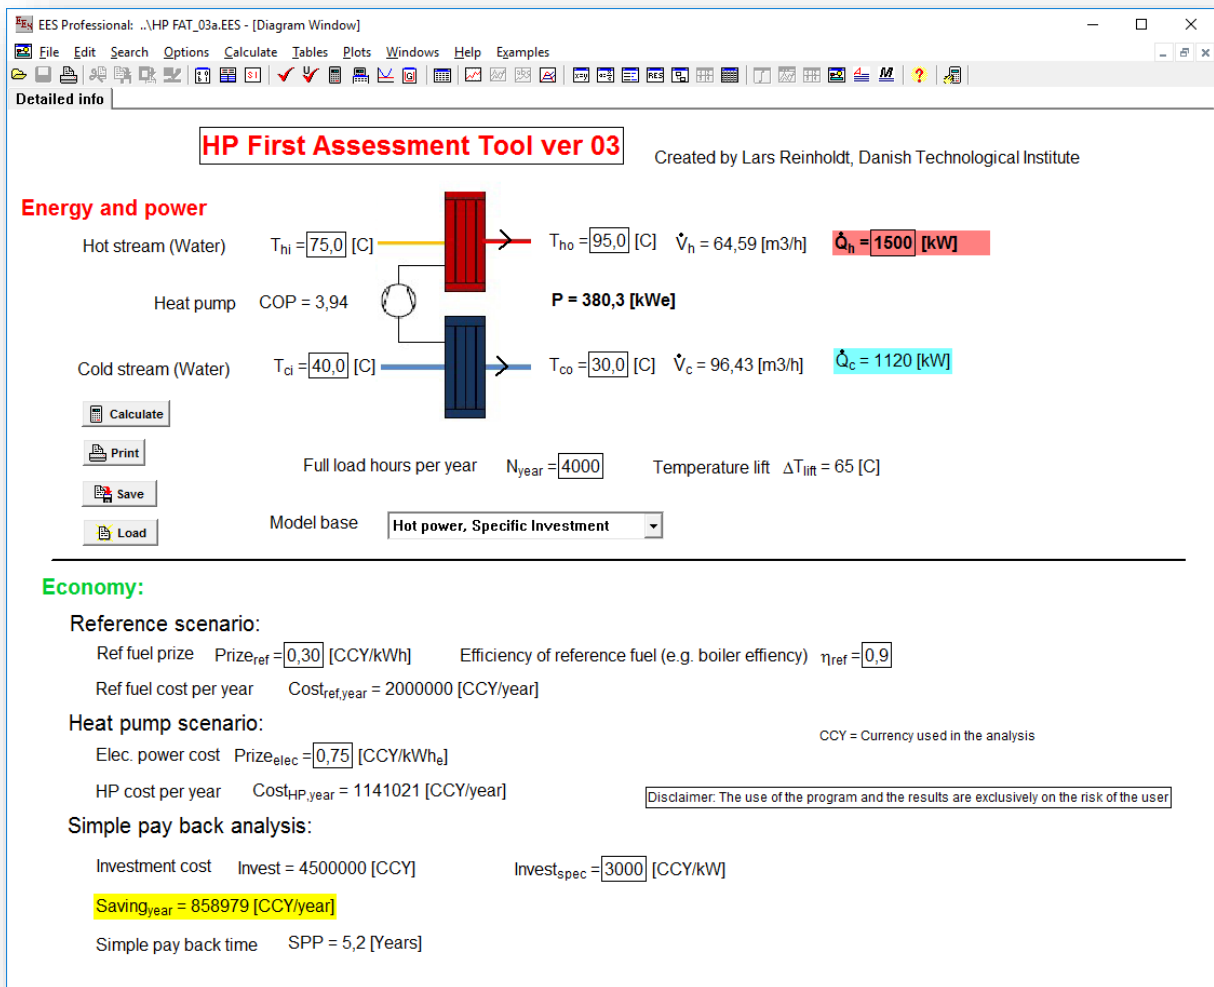 EES Professional: ..\HP FAT_03a.EES - [Diagram Window]
File Edit Search Options Calculate Tables Plots Windows Help Examples
Detailed info
HP First Assessment Tool ver 03
Created by Lars Reinholdt, Danish Technological Institute
Energy and power
Hot stream (Water) Thi = 75,0 [C] Tho = 95,0 [C] V̇h = 64,59 [m3/h] Q̇h = 1500 [kW]
Heat pump COP = 3,94 P = 380,3 [kWe]
Cold stream (Water) Tci = 40,0 [C] Tco = 30,0 [C] V̇c = 96,43 [m3/h] Q̇c = 1120 [kW]
Calculate
Print
Full load hours per year Nyear = 4000 Temperature lift ΔTlift = 65 [C]
Save
Model base Hot power, Specific Investment
Load
Economy:
Reference scenario:
Ref fuel prize Prizeref = 0,30 [CCY/kWh] Efficiency of reference fuel (e.g. boiler effiency) ηref = 0,9
Ref fuel cost per year Costref,year = 2000000 [CCY/year]
Heat pump scenario:
CCY = Currency used in the analysis
Elec. power cost Prizeelec = 0,75 [CCY/kWhe]
HP cost per year CostHP,year = 1141021 [CCY/year]
Disclaimer: The use of the program and the results are exclusively on the risk of the user
Simple pay back analysis:
Investment cost Invest = 4500000 [CCY] Investspec = 3000 [CCY/kW]
Savingyear = 858979 [CCY/year]
Simple pay back time SPP = 5,2 [Years]